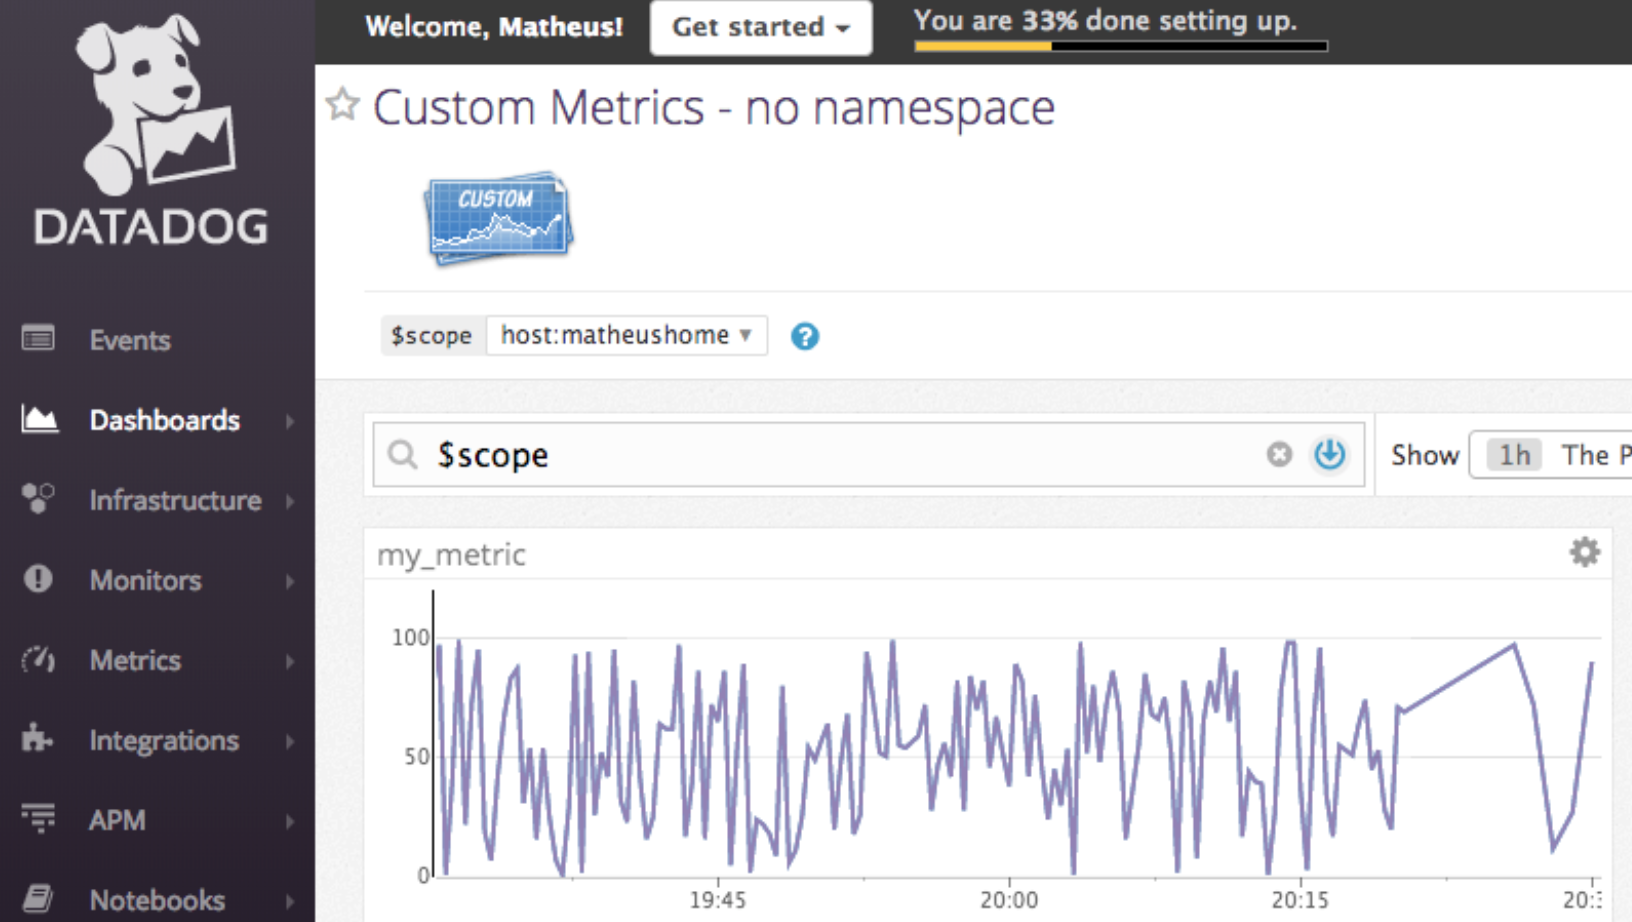 Welcome, Matheus!
Get started
You are 33% done setting up.
DATADOG
Custom Metrics - no namespace
CUSTOM
$scope
host:matheushome
?
Events
Dashboards
Infrastructure
Monitors
Metrics
Integrations
APM
Notebooks
$scope
Show
1h
The P
my_metric
100
50
0
19:45
20:00
20:15